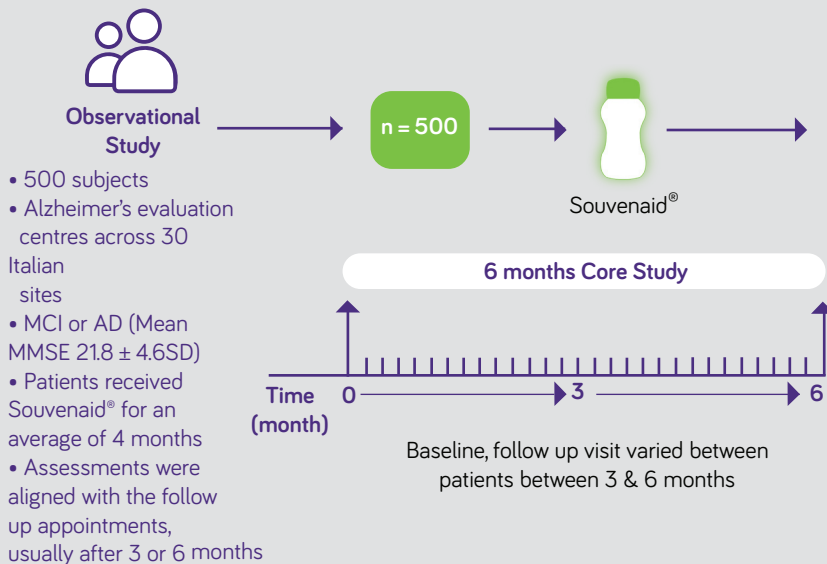 Observational
Study
• 500 subjects
• Alzheimer's evaluation
centres across 30
Italian
sites
• MCI or AD (Mean
MMSE 21.8 ± 4.6SD)
• Patients received
Souvenaid® for an
average of 4 months
• Assessments were
aligned with the follow
up appointments,
usually after 3 or 6 months
n = 500
Souvenaid®
6 months Core Study
Time
(month)
0
3
6
Baseline, follow up visit varied between
patients between 3 & 6 months